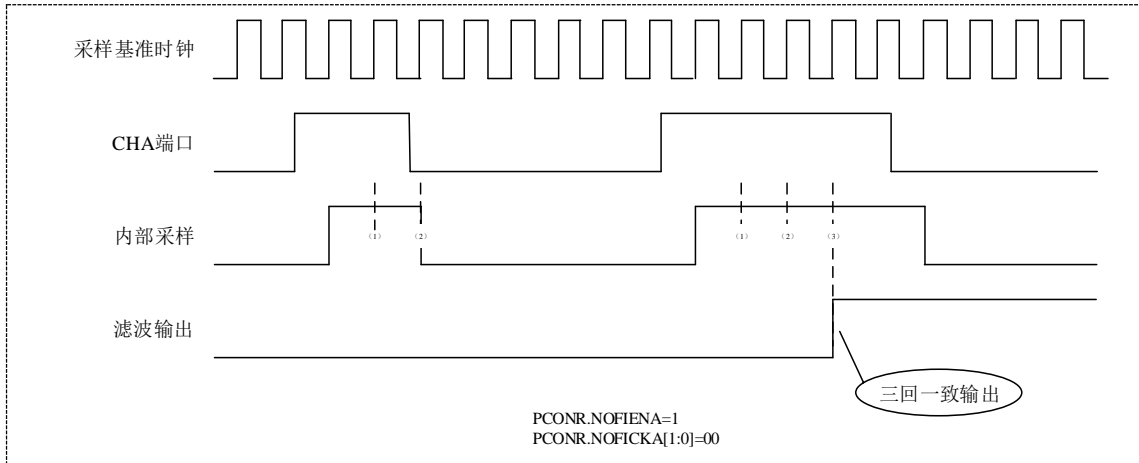 采样基准时钟
CHA端口
内部采样
（1） （2） （1） （2） （3）
滤波输出
三回一致输出
PCONR.NOFIENA=1
PCONR.NOFICKA[1:0]=00